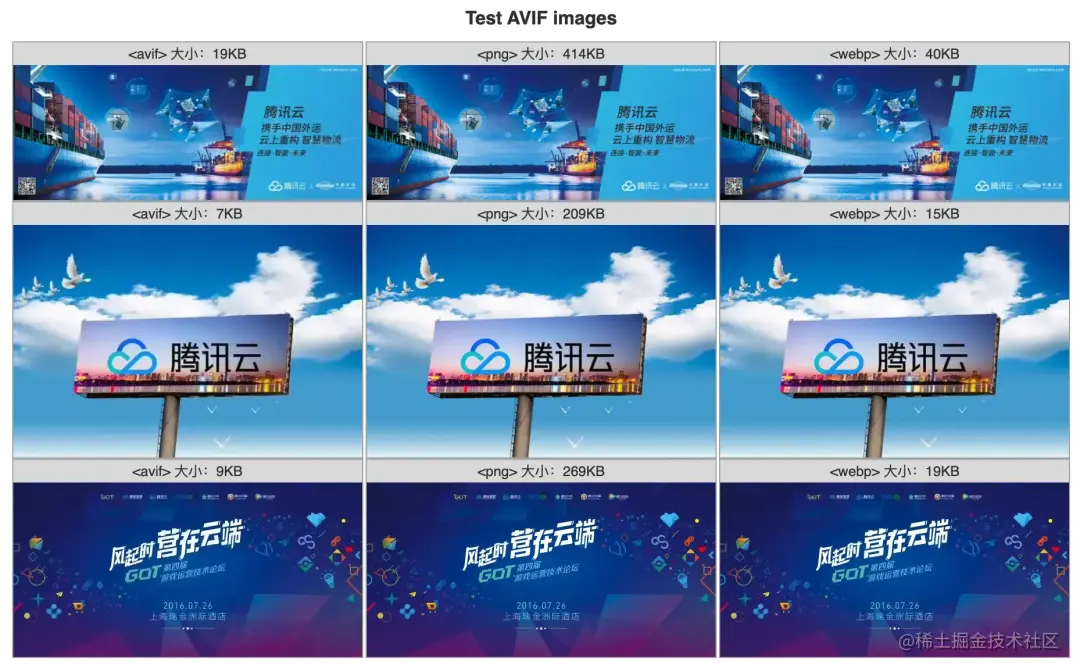 Test AVIF images
<avif> 大小：19KB
<png> 大小：414KB
<webp> 大小：40KB
腾讯云
携手中国外运
云上重构 智慧物流
连接·智能·未来
腾讯云
腾讯云
携手中国外运
云上重构 智慧物流
连接·智能·未来
腾讯云
腾讯云
携手中国外运
云上重构 智慧物流
连接·智能·未来
腾讯云
<avif> 大小：7KB
<png> 大小：209KB
<webp> 大小：15KB
腾讯云
腾讯云
腾讯云
<avif> 大小：9KB
<png> 大小：269KB
<webp> 大小：19KB
风起时 营在云端
GOT 第四届
游戏运营技术论坛
2016.07.26
上海瑞金洲际酒店
风起时 营在云端
GOT 第四届
游戏运营技术论坛
2016.07.26
上海瑞金洲际酒店
风起时 营在云端
GOT 第四届
游戏运营技术论坛
2016.07.26
上海瑞金洲际酒店
@稀土掘金技术社区